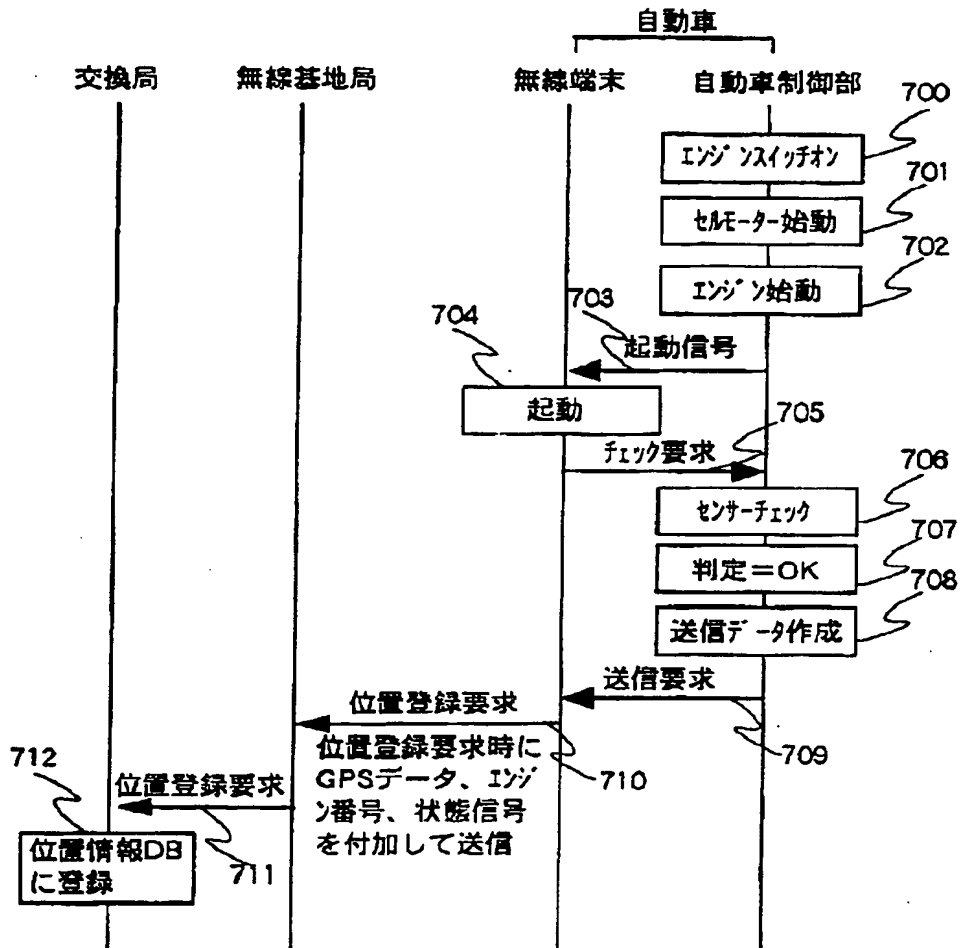 自動車
交換局 無線基地局 無線端末 自動車制御部
700
エンジンスイッチオン
701
セルモーター始動
702
エンジン始動
703
704
起動信号
起動
705
チェック要求
706
センサーチェック
707
判定=OK
708
送信データ作成
送信要求
709
位置登録要求
710
位置登録要求時に
GPSデータ、エンジ
ン番号、状態信号
を付加して送信
712
位置登録要求
711
位置情報DB
に登録